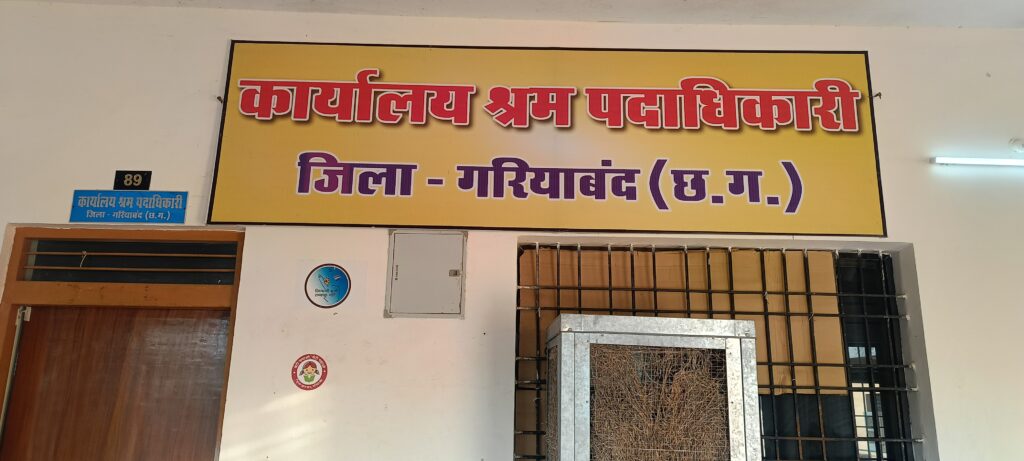 कार्यालय श्रम पदाधिकारी
जिला - गरियाबंद (छ.ग.)
89
कार्यालय श्रम पदाधिकारी
जिला - गरियाबंद (छ.ग.)